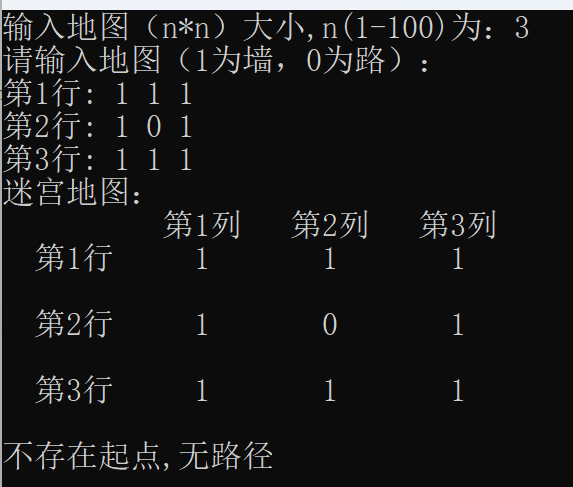 输入地图（n*n）大小,n(1-100)为：3
请输入地图（1为墙，0为路）：
第1行: 1 1 1
第2行: 1 0 1
第3行: 1 1 1
迷宫地图：
第1列 第2列 第3列
第1行 1 1 1
第2行 1 0 1
第3行 1 1 1
不存在起点,无路径